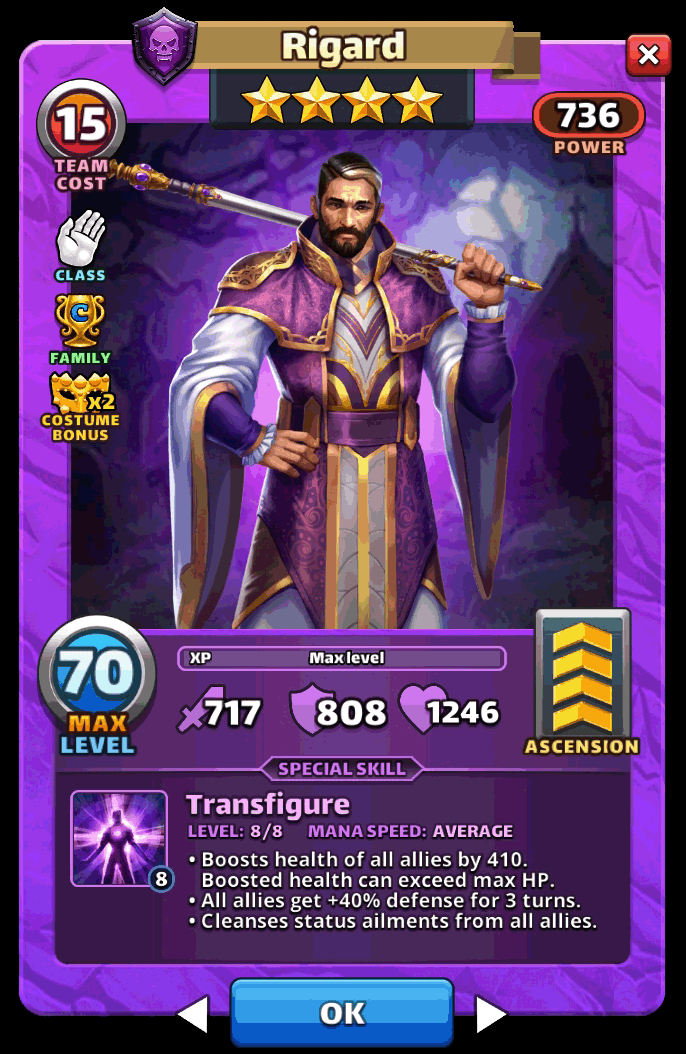 Rigard
15
TEAM
COST
736
POWER
CLASS
C
FAMILY
x2
COSTUME
BONUS
70
MAX
LEVEL
XP
Max level
717
808
1246
ASCENSION
SPECIAL SKILL
Transfigure
LEVEL: 8/8 MANA SPEED: AVERAGE
8
• Boosts health of all allies by 410.
Boosted health can exceed max HP.
• All allies get +40% defense for 3 turns.
• Cleanses status ailments from all allies.
OK